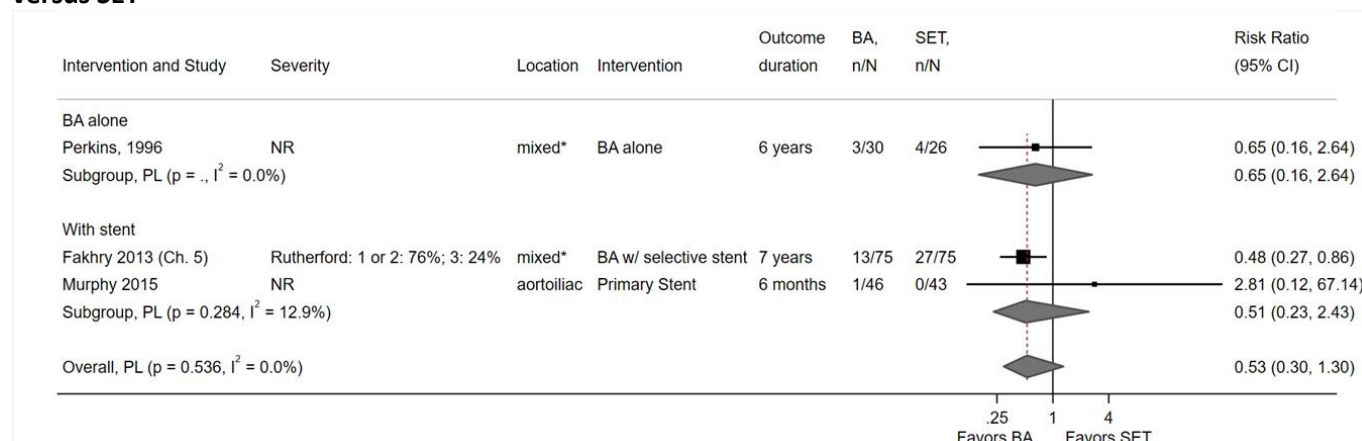 versus SET
Outcome BA, SET, Risk Ratio
Intervention and Study Severity Location Intervention duration n/N n/N (95% CI)
BA alone
Perkins, 1996 NR mixed* BA alone 6 years 3/30 4/26 0.65 (0.16, 2.64)
Subgroup, PL (p = ., I² = 0.0%) 0.65 (0.16, 2.64)
With stent
Fakhry 2013 (Ch. 5) Rutherford: 1 or 2: 76%; 3: 24% mixed* BA w/ selective stent 7 years 13/75 27/75 0.48 (0.27, 0.86)
Murphy 2015 NR aortoiliac Primary Stent 6 months 1/46 0/43 2.81 (0.12, 67.14)
Subgroup, PL (p = 0.284, I² = 12.9%) 0.51 (0.23, 2.43)
Overall, PL (p = 0.536, I² = 0.0%) 0.53 (0.30, 1.30)
.25 1 4
Favors BA Favors SET